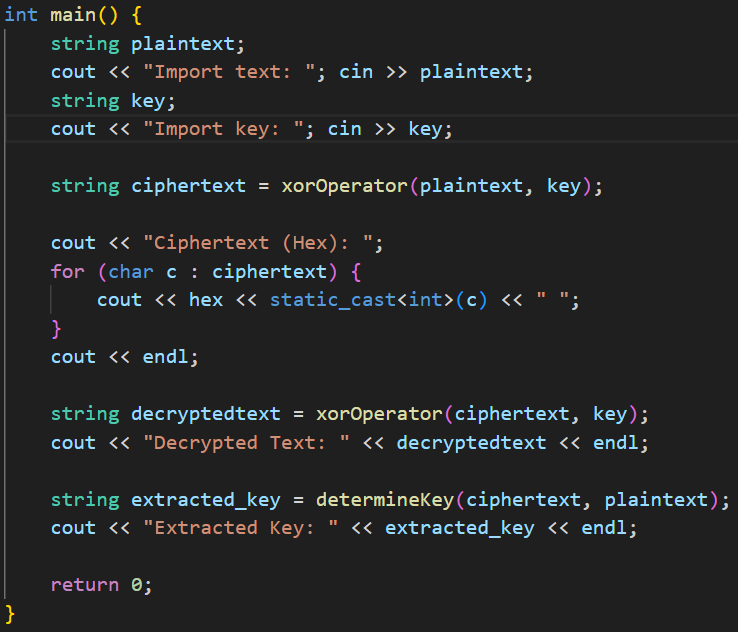 int main() {
    string plaintext;
    cout << "Import text: "; cin >> plaintext;
    string key;
    cout << "Import key: "; cin >> key;

    string ciphertext = xorOperator(plaintext, key);

    cout << "Ciphertext (Hex): ";
    for (char c : ciphertext) {
        cout << hex << static_cast<int>(c) << " ";
    }
    cout << endl;

    string decryptedtext = xorOperator(ciphertext, key);
    cout << "Decrypted Text: " << decryptedtext << endl;

    string extracted_key = determineKey(ciphertext, plaintext);
    cout << "Extracted Key: " << extracted_key << endl;

    return 0;
}